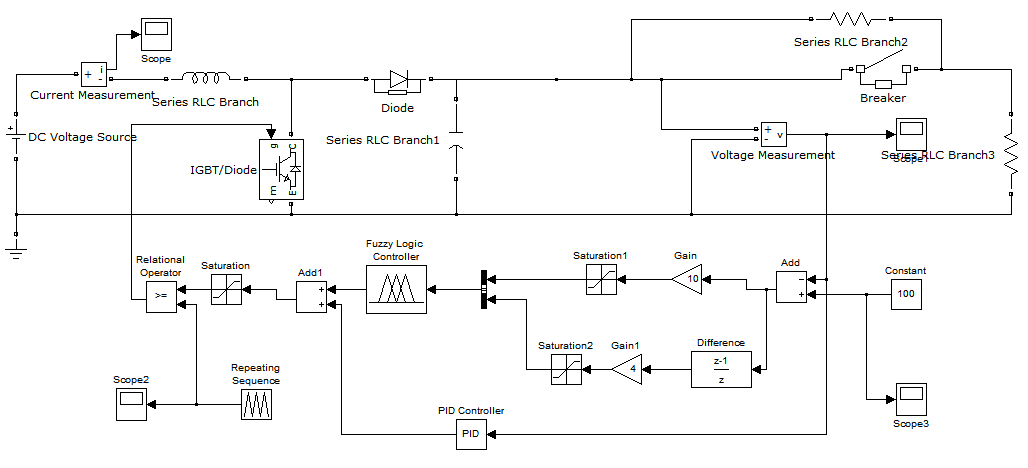 Scope
Series RLC Branch2
i
+
-
Current Measurement
Series RLC Branch
Diode
Breaker
+
DC Voltage Source
Series RLC Branch1
+
-
v
Voltage Measurement
Series RLC Branch3
g
C
IGBT/Diode
m
E
Fuzzy Logic
Controller
Relational
Operator
Saturation
Add1
Saturation1
Gain
Add
Constant
>=
+
+
10
-
+
100
Saturation2
Gain1
Difference
4
z-1
z
Scope2
Repeating
Sequence
Scope3
PID Controller
PID